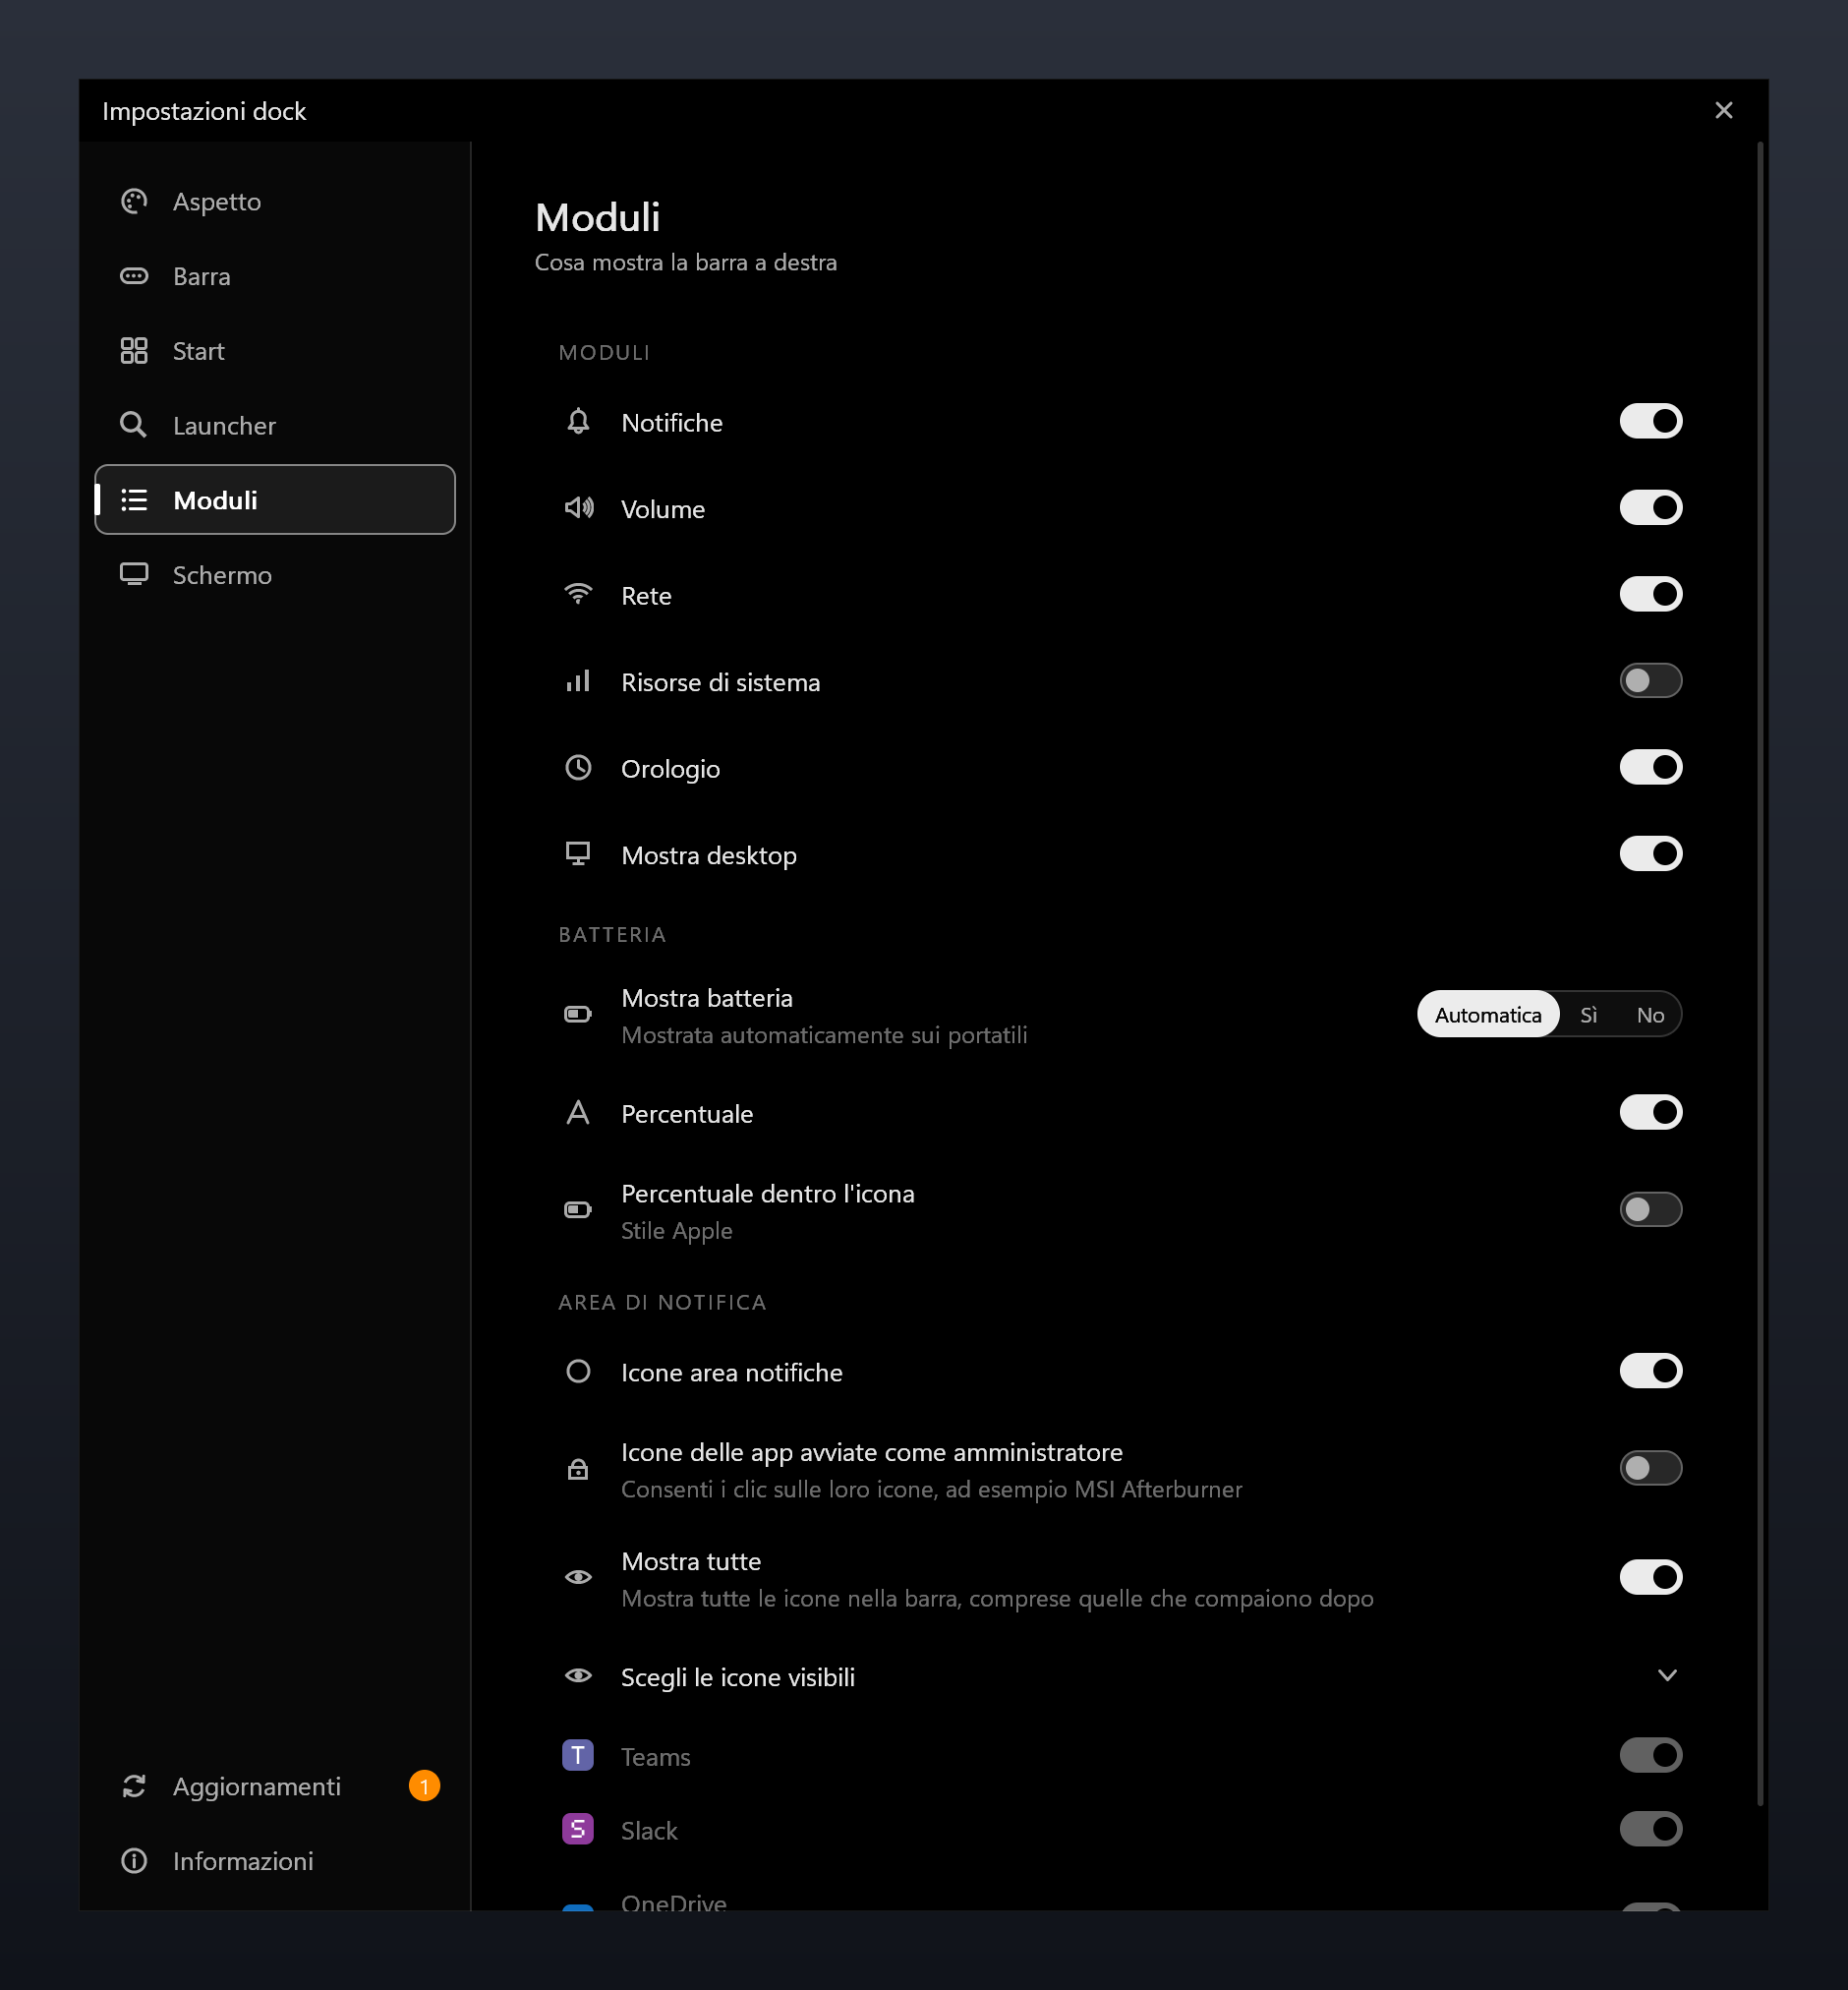 Impostazioni dock
Aspetto
Barra
Start
Launcher
Moduli
Schermo
Aggiornamenti
1
Informazioni
Moduli
Cosa mostra la barra a destra
MODULI
Notifiche
Volume
Rete
Risorse di sistema
Orologio
Mostra desktop
BATTERIA
Mostra batteria
Mostrata automaticamente sui portatili
Automatica Sì No
Percentuale
Percentuale dentro l'icona
Stile Apple
AREA DI NOTIFICA
Icone area notifiche
Icone delle app avviate come amministratore
Consenti i clic sulle loro icone, ad esempio MSI Afterburner
Mostra tutte
Mostra tutte le icone nella barra, comprese quelle che compaiono dopo
Scegli le icone visibili
T Teams
S Slack
OneDrive